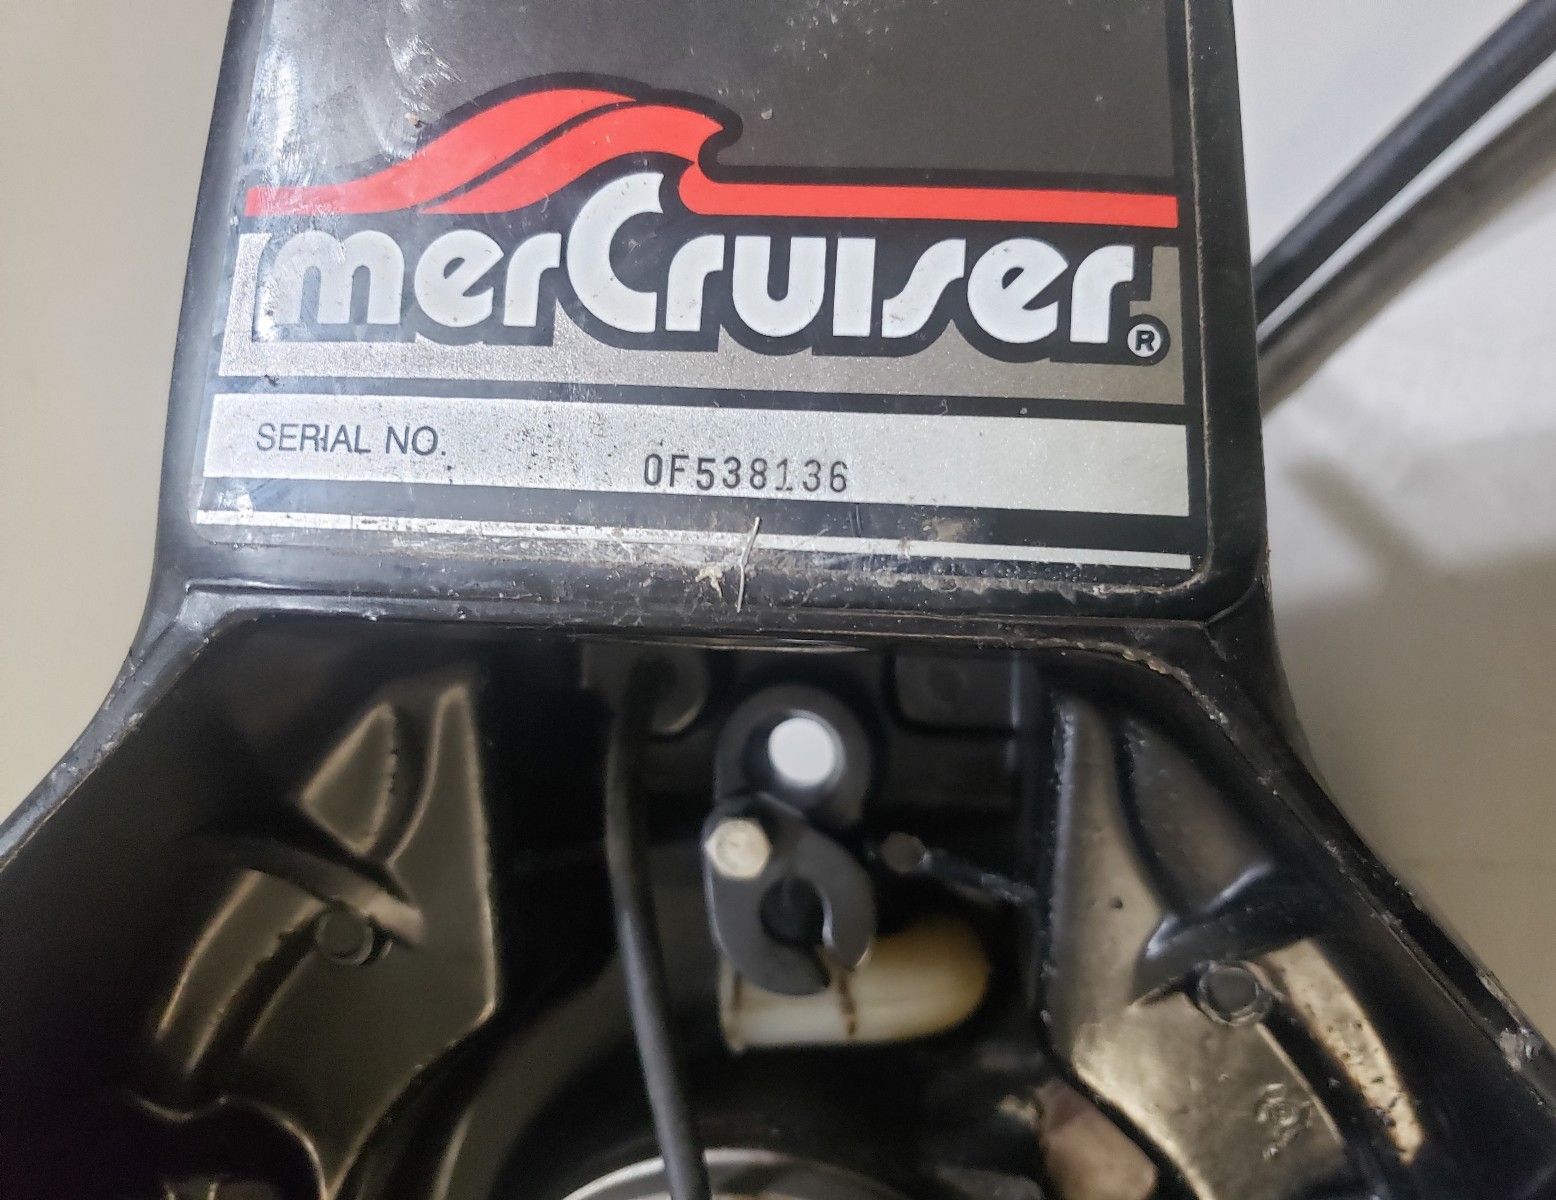 merCruiser®
SERIAL NO.
0F538136